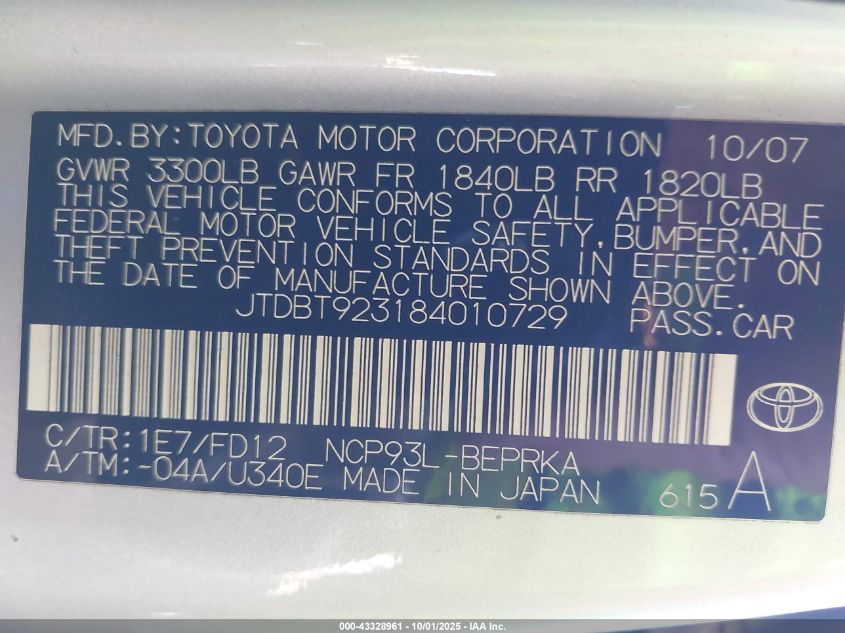 MFD.BY:TOYOTA MOTOR CORPORATION 10/07
GVWR 3300LB GAWR FR 1840LB RR 1820LB
THIS VEHICLE CONFORMS TO ALL APPLICABLE
FEDERAL MOTOR VEHICLE SAFETY,BUMPER,AND
THEFT PREVENTION STANDARDS IN EFFECT ON
THE DATE OF MANUFACTURE SHOWN ABOVE.
JTDBT923184010729 PASS.CAR
C/TR:1E7/FD12 NCP93L-BEPRKA
A/TM:-04A/U340E MADE IN JAPAN 615 A
000-43328961 - 10/01/2025 - IAA Inc.